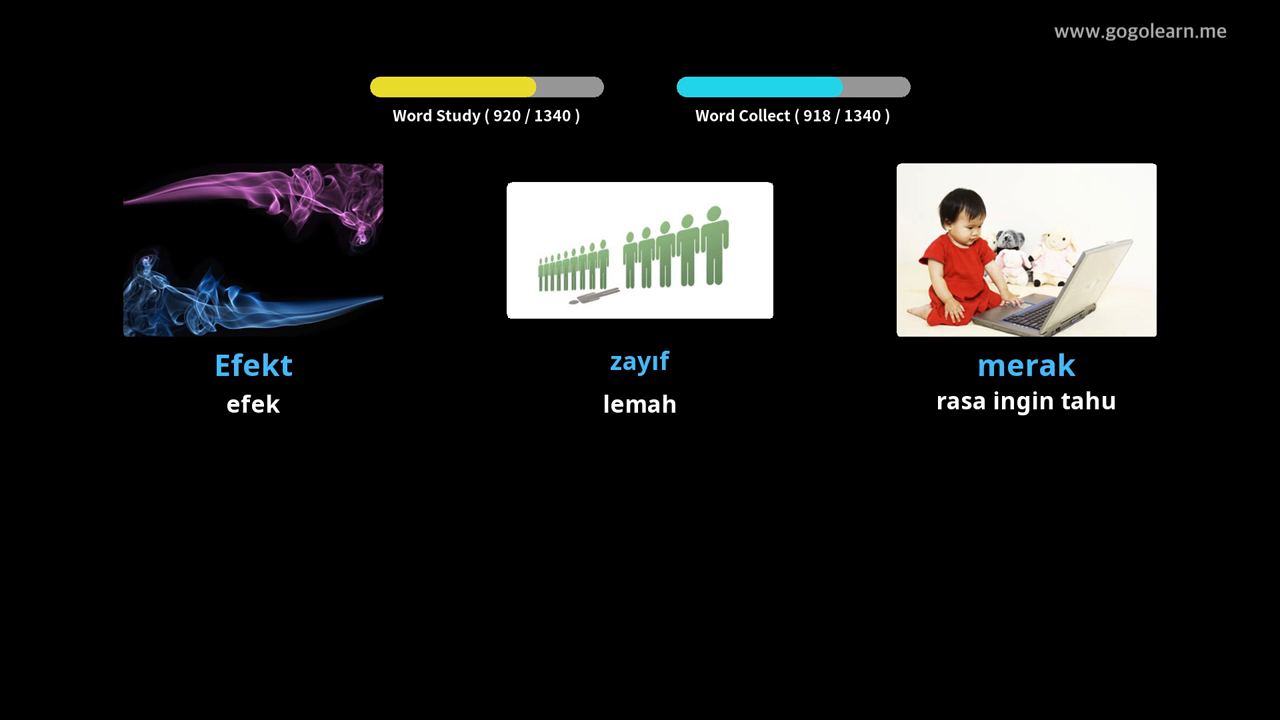 www.gogolearn.me
Word Study ( 920 / 1340 )
Word Collect ( 918 / 1340 )
Efekt
efek
zayıf
lemah
merak
rasa ingin tahu